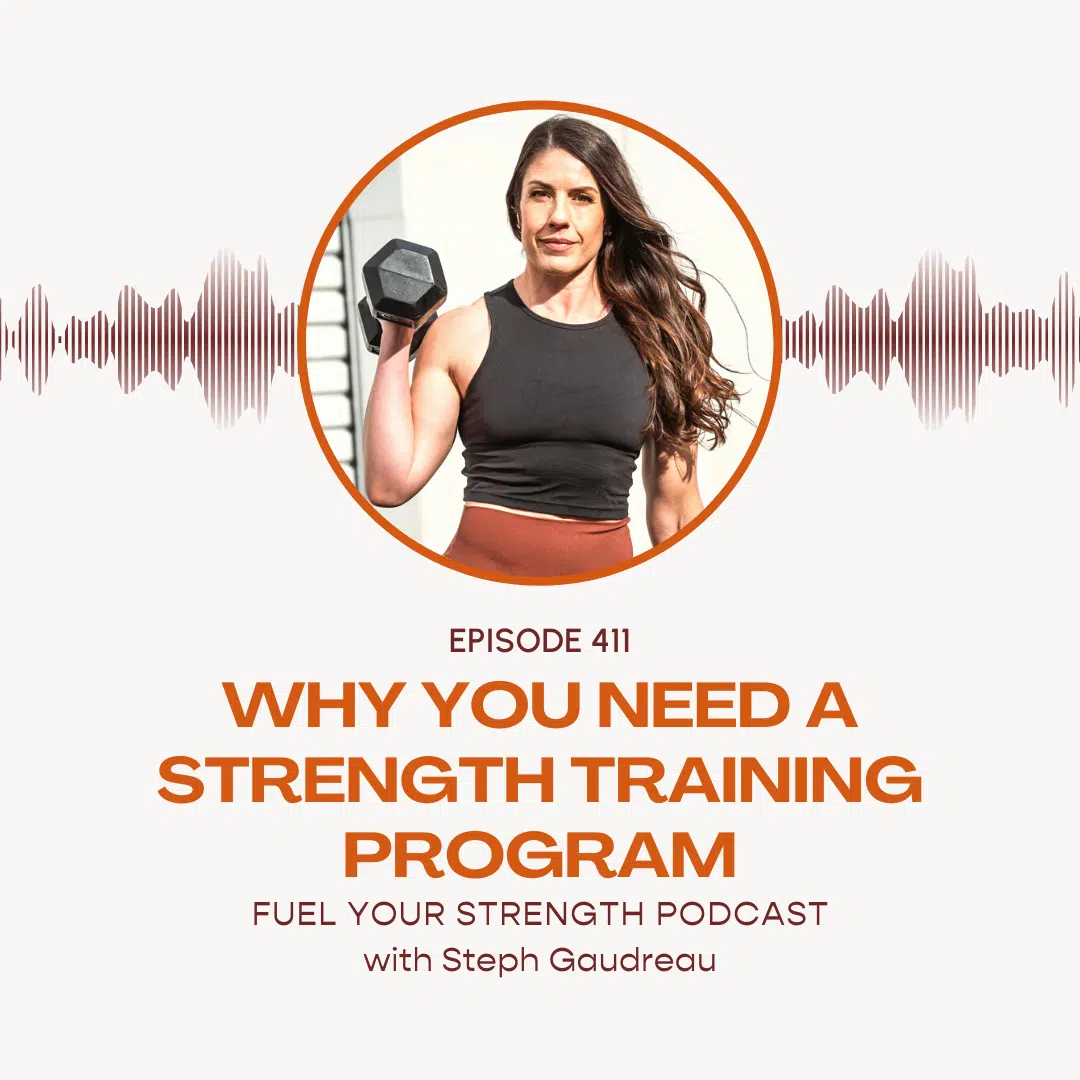 EPISODE 411
WHY YOU NEED A
STRENGTH TRAINING
PROGRAM
FUEL YOUR STRENGTH PODCAST
with Steph Gaudreau